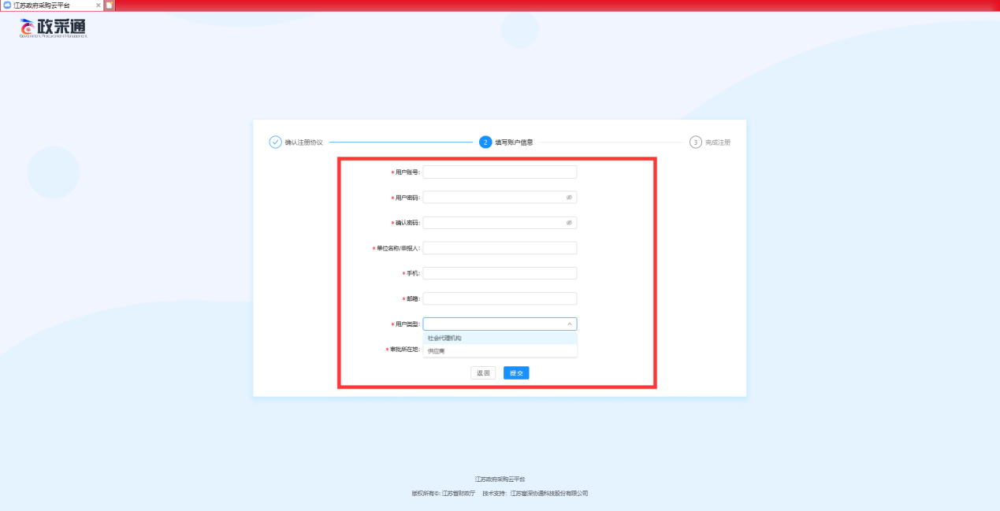 江苏政府采购云平台
政采通
Government Procurement Management
确认注册协议
2 填写账户信息
3 完成注册
* 用户账号:
* 用户密码:
* 确认密码:
* 单位名称/申报人:
* 手机:
* 邮箱:
* 用户类型:
社会代理机构
* 审批所在地:
供应商
返回 提交
江苏政府采购云平台
版权所有©: 江苏省财政厅 技术支持: 江苏富深协通科技股份有限公司